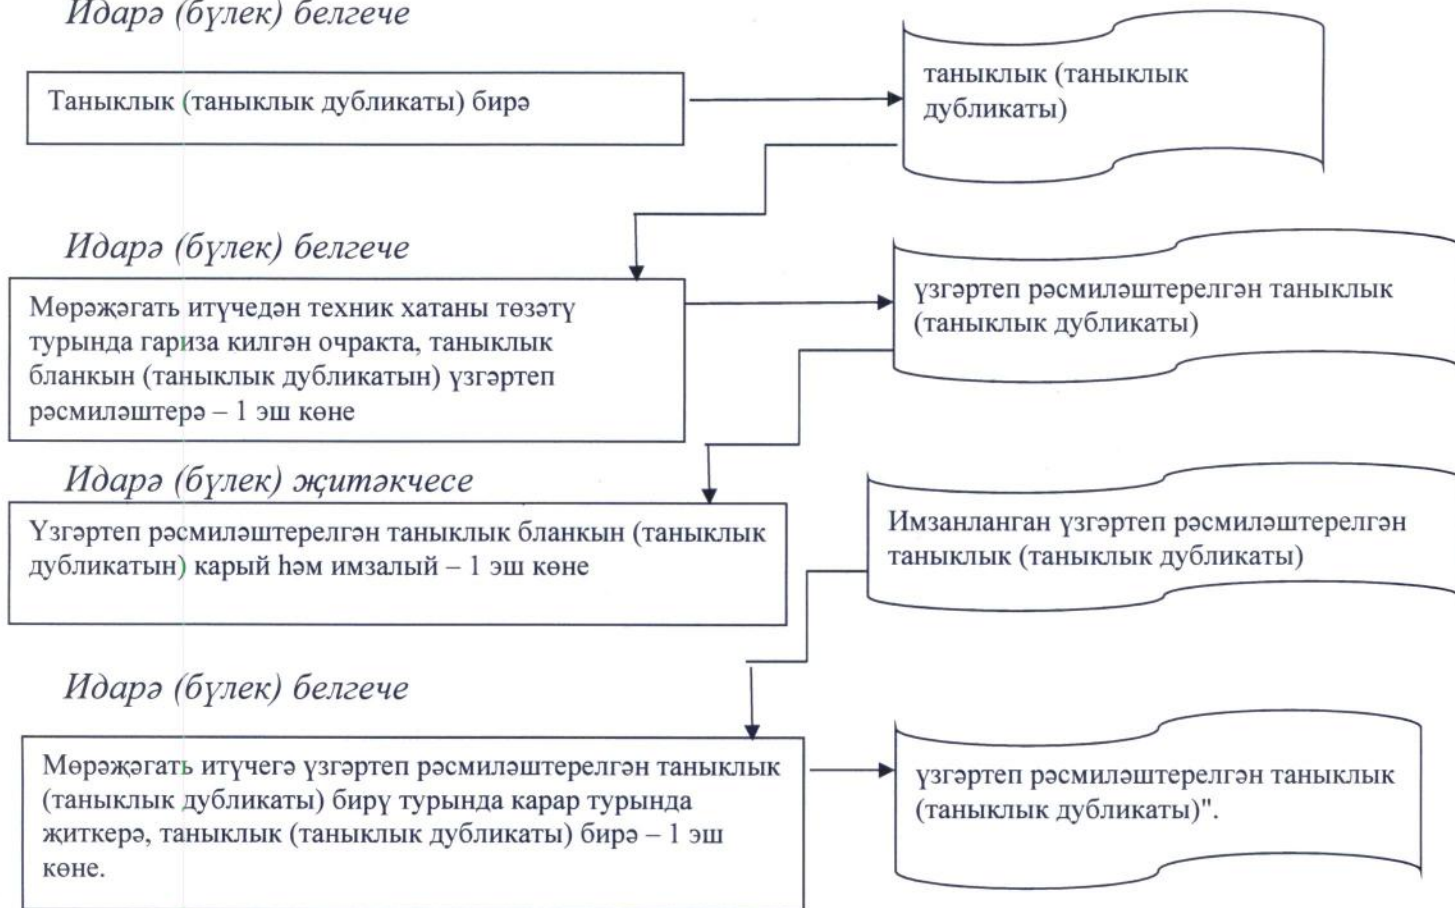 Идарә (бүлек) белгече
Таныклык (таныклык дубликаты) бирә
таныклык (таныклык
дубликаты)
Идарә (бүлек) белгече
Мөрәҗәгать итүчедән техник хатаны төзәтү
турында гариза килгән очракта, таныклык
бланкын (таныклык дубликатын) үзгәртеп
рәсмиләштерә – 1 эш көне
үзгәртеп рәсмиләштерелгән таныклык
(таныклык дубликаты)
Идарә (бүлек) җитәкчесе
Үзгәртеп рәсмиләштерелгән таныклык бланкын (таныклык
дубликатын) карый һәм имзалый – 1 эш көне
Имзанланган үзгәртеп рәсмиләштерелгән
таныклык (таныклык дубликаты)
Идарә (бүлек) белгече
Мөрәҗәгать итүчегә үзгәртеп рәсмиләштерелгән таныклык
(таныклык дубликаты) бирү турында карар турында
җиткерә, таныклык (таныклык дубликаты) бирә – 1 эш
көне.
үзгәртеп рәсмиләштерелгән таныклык
(таныклык дубликаты)".